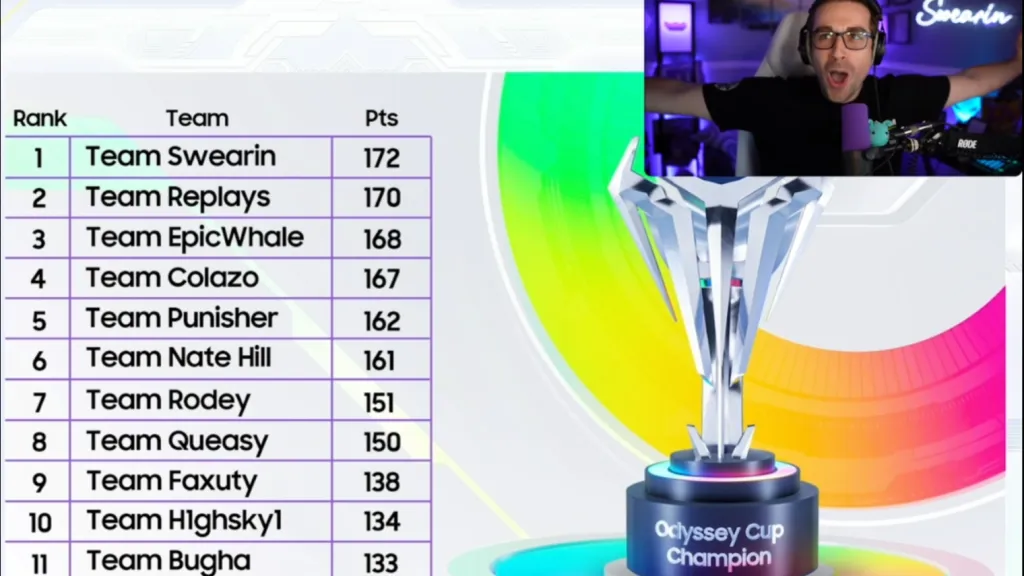 Swearin
RØDE
Rank Team Pts
1 Team Swearin 172
2 Team Replays 170
3 Team EpicWhale 168
4 Team Colazo 167
5 Team Punisher 162
6 Team Nate Hill 161
7 Team Rodey 151
8 Team Queasy 150
9 Team Faxuty 138
10 Team H1ghsky1 134
11 Team Bugha 133
Odyssey Cup
Champion